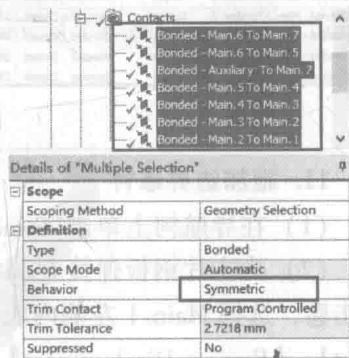 Contacts
Bonded - Main.6 To Main.7
Bonded - Main.6 To Main.5
Bonded - Auxiliary To Main.2
Bonded - Main.5 To Main.4
Bonded - Main.4 To Main.3
Bonded - Main.3 To Main.2
Bonded - Main.2 To Main.1
Details of "Multiple Selection"
Scope
Scoping Method Geometry Selection
Definition
Type Bonded
Scope Mode Automatic
Behavior Symmetric
Trim Contact Program Controlled
Trim Tolerance 2.7218 mm
Suppressed No